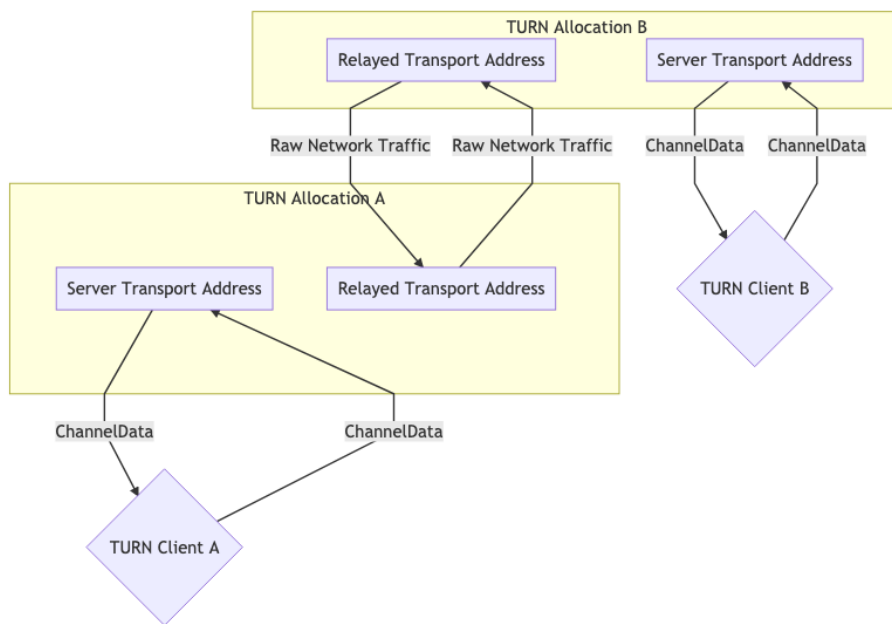 TURN Allocation B
Relayed Transport Address
Server Transport Address
Raw Network Traffic
Raw Network Traffic
ChannelData
ChannelData
TURN Allocation A
Server Transport Address
Relayed Transport Address
TURN Client B
ChannelData
ChannelData
TURN Client A